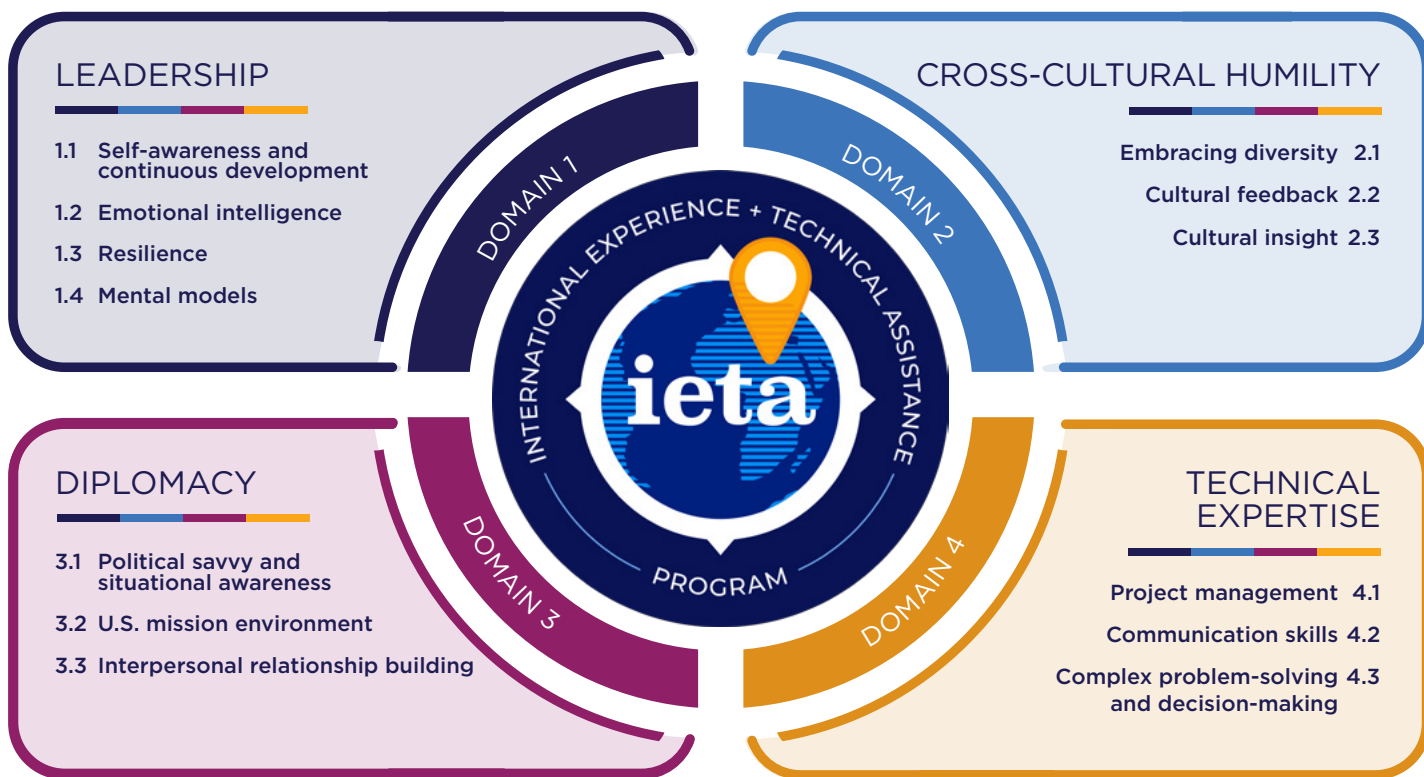 LEADERSHIP
1.1 Self-awareness and
continuous development
1.2 Emotional intelligence
1.3 Resilience
1.4 Mental models
DOMAIN 1
CROSS-CULTURAL HUMILITY
Embracing diversity 2.1
Cultural feedback 2.2
Cultural insight 2.3
DOMAIN 2
INTERNATIONAL EXPERIENCE + TECHNICAL ASSISTANCE
ieta
PROGRAM
DIPLOMACY
3.1 Political savvy and
situational awareness
3.2 U.S. mission environment
3.3 Interpersonal relationship building
DOMAIN 3
TECHNICAL
EXPERTISE
Project management 4.1
Communication skills 4.2
Complex problem-solving 4.3
and decision-making
DOMAIN 4